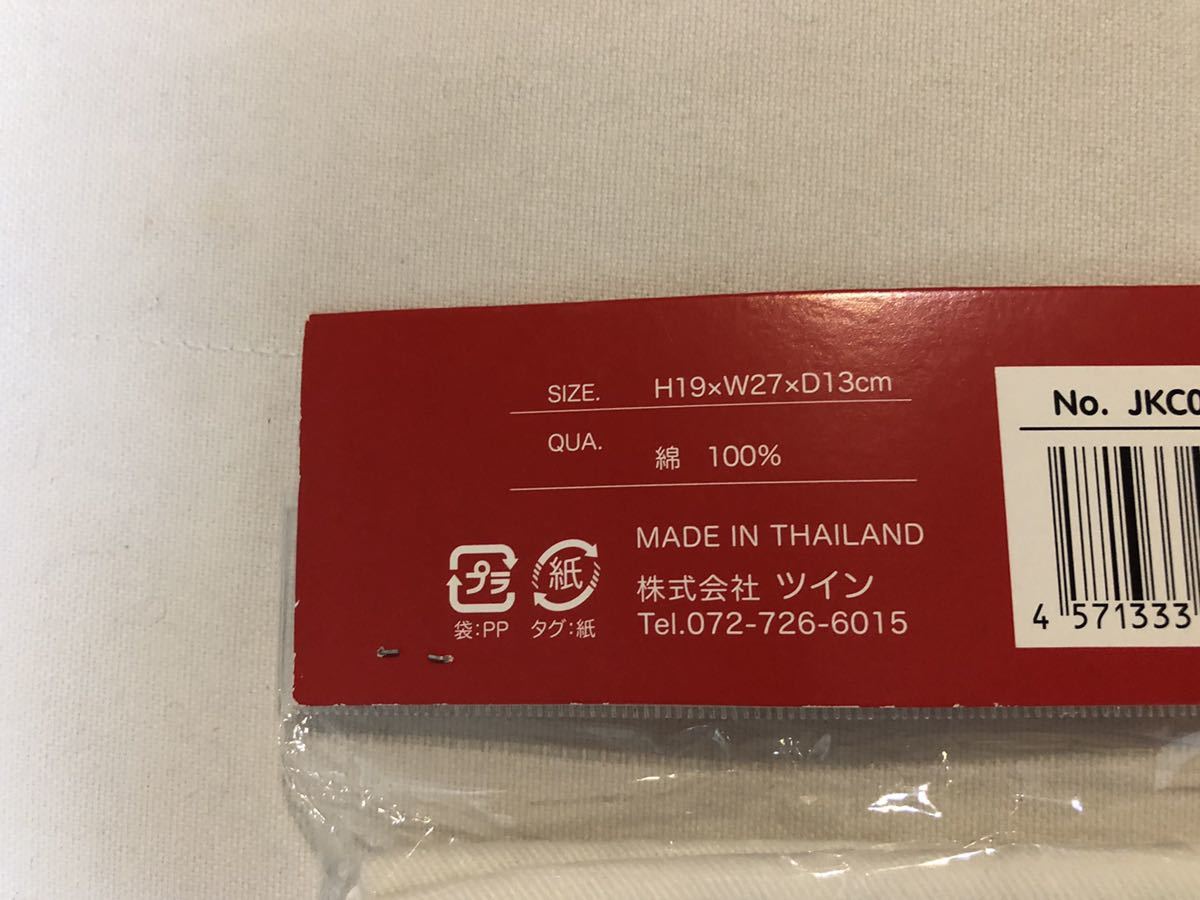 SIZE. H19×W27×D13cm
QUA. 綿 100%
MADE IN THAILAND
株式会社 ツイン
Tel.072-726-6015
プラ
袋:PP
紙
タグ:紙
No. JKC0
4 571333